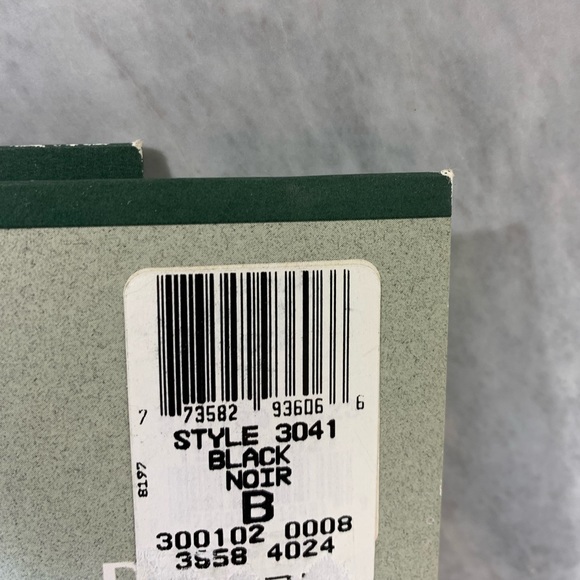 7 73582 93606 6
STYLE 3041
BLACK
NOIR
B
300102 0008
3558 4024
8197